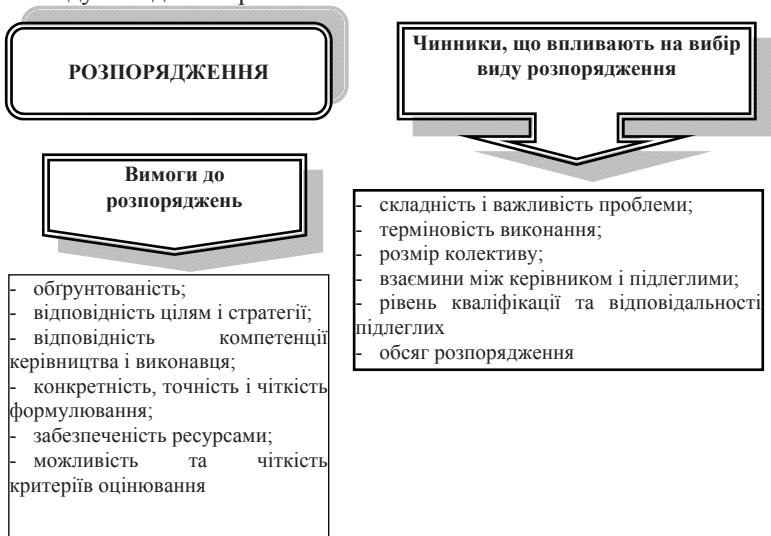 РОЗПОРЯДЖЕННЯ
Вимоги до
розпоряджень
- обґрунтованість;
- відповідність цілям і стратегії;
- відповідність компетенції
керівництва і виконавця;
- конкретність, точність і чіткість
формулювання;
- забезпеченість ресурсами;
- можливість та чіткість
критеріїв оцінювання
Чинники, що впливають на вибір
виду розпорядження
- складність і важливість проблеми;
- терміновість виконання;
- розмір колективу;
- взаємини між керівником і підлеглими;
- рівень кваліфікації та відповідальності
підлеглих
- обсяг розпорядження